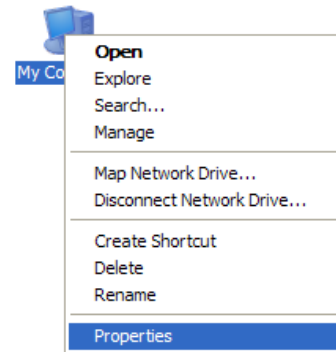 My Co
Open
Explore
Search...
Manage
Map Network Drive...
Disconnect Network Drive...
Create Shortcut
Delete
Rename
Properties